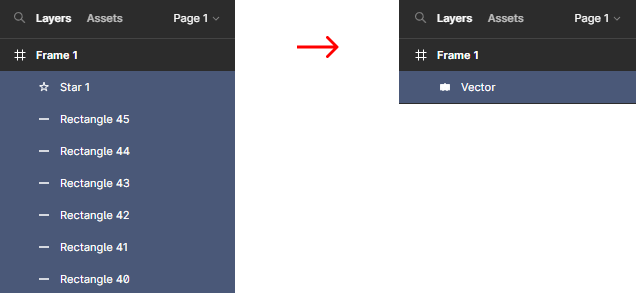 Layers Assets Page 1
Frame 1
Star 1
Rectangle 45
Rectangle 44
Rectangle 43
Rectangle 42
Rectangle 41
Rectangle 40
Layers Assets Page 1
Frame 1
Vector